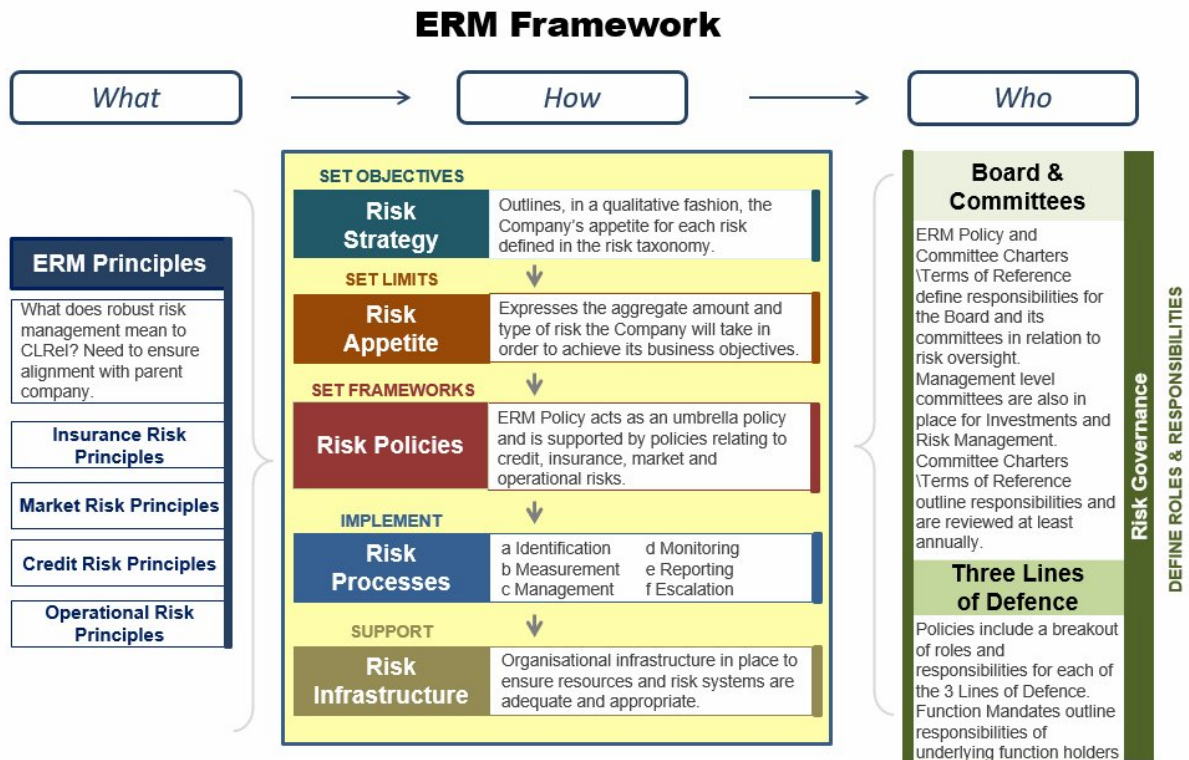 ERM Framework
What
How
Who
ERM Principles
What does robust risk
management mean to
CLReI? Need to ensure
alignment with parent
company.
Insurance Risk
Principles
Market Risk Principles
Credit Risk Principles
Operational Risk
Principles
SET OBJECTIVES
Risk
Strategy
Outlines, in a qualitative fashion, the
Company's appetite for each risk
defined in the risk taxonomy.
SET LIMITS
Risk
Appetite
Expresses the aggregate amount and
type of risk the Company will take in
order to achieve its business objectives.
SET FRAMEWORKS
Risk Policies
ERM Policy acts as an umbrella policy
and is supported by policies relating to
credit, insurance, market and
operational risks.
IMPLEMENT
Risk
Processes
a Identification d Monitoring
b Measurement e Reporting
c Management f Escalation
SUPPORT
Risk
Infrastructure
Organisational infrastructure in place to
ensure resources and risk systems are
adequate and appropriate.
Board &
Committees
ERM Policy and
Committee Charters
\Terms of Reference
define responsibilities for
the Board and its
committees in relation to
risk oversight.
Management level
committees are also in
place for Investments and
Risk Management.
Committee Charters
\Terms of Reference
outline responsibilities and
are reviewed at least
annually.
Three Lines
of Defence
Policies include a breakout
of roles and
responsibilities for each of
the 3 Lines of Defence.
Function Mandates outline
responsibilities of
underlying function holders
Risk Governance
DEFINE ROLES & RESPONSIBILITIES